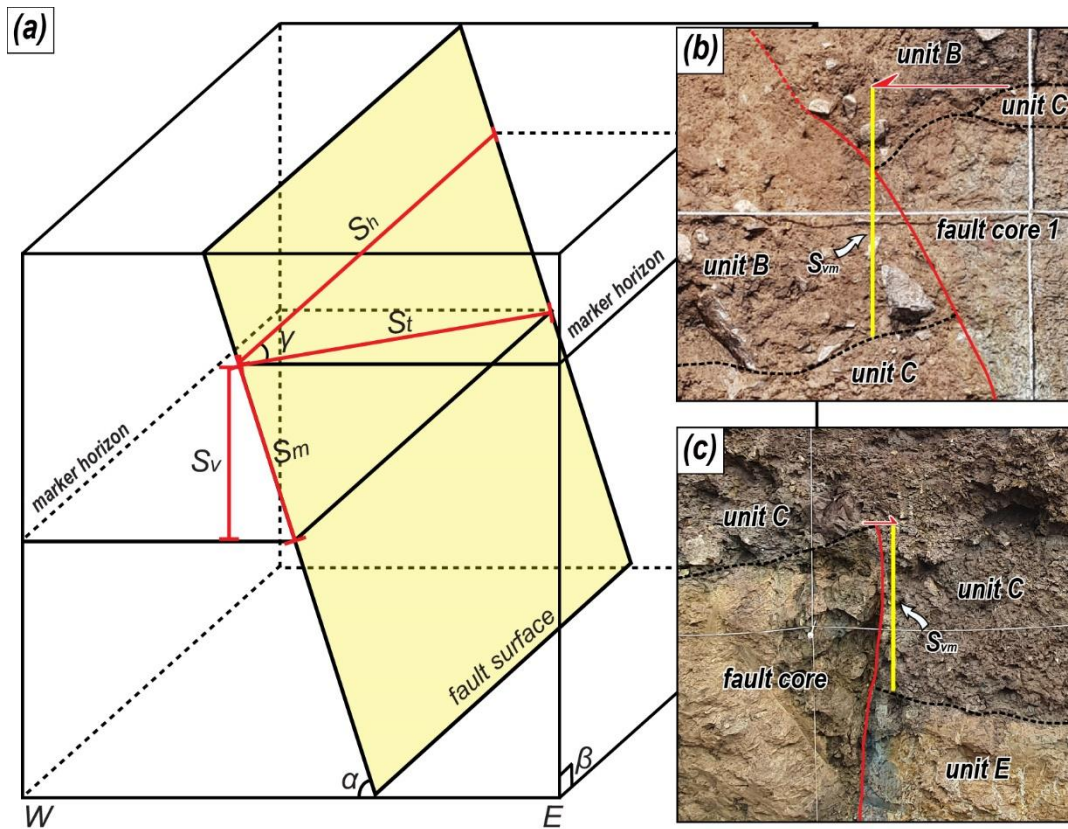 (a)
Sh
St
γ
marker horizon
marker horizon
Sv
Sm
fault surface
α
β
W
E
(b)
unit B
unit C
fault core 1
unit B
Svm
unit C
(c)
unit C
unit C
Svm
fault core
unit E